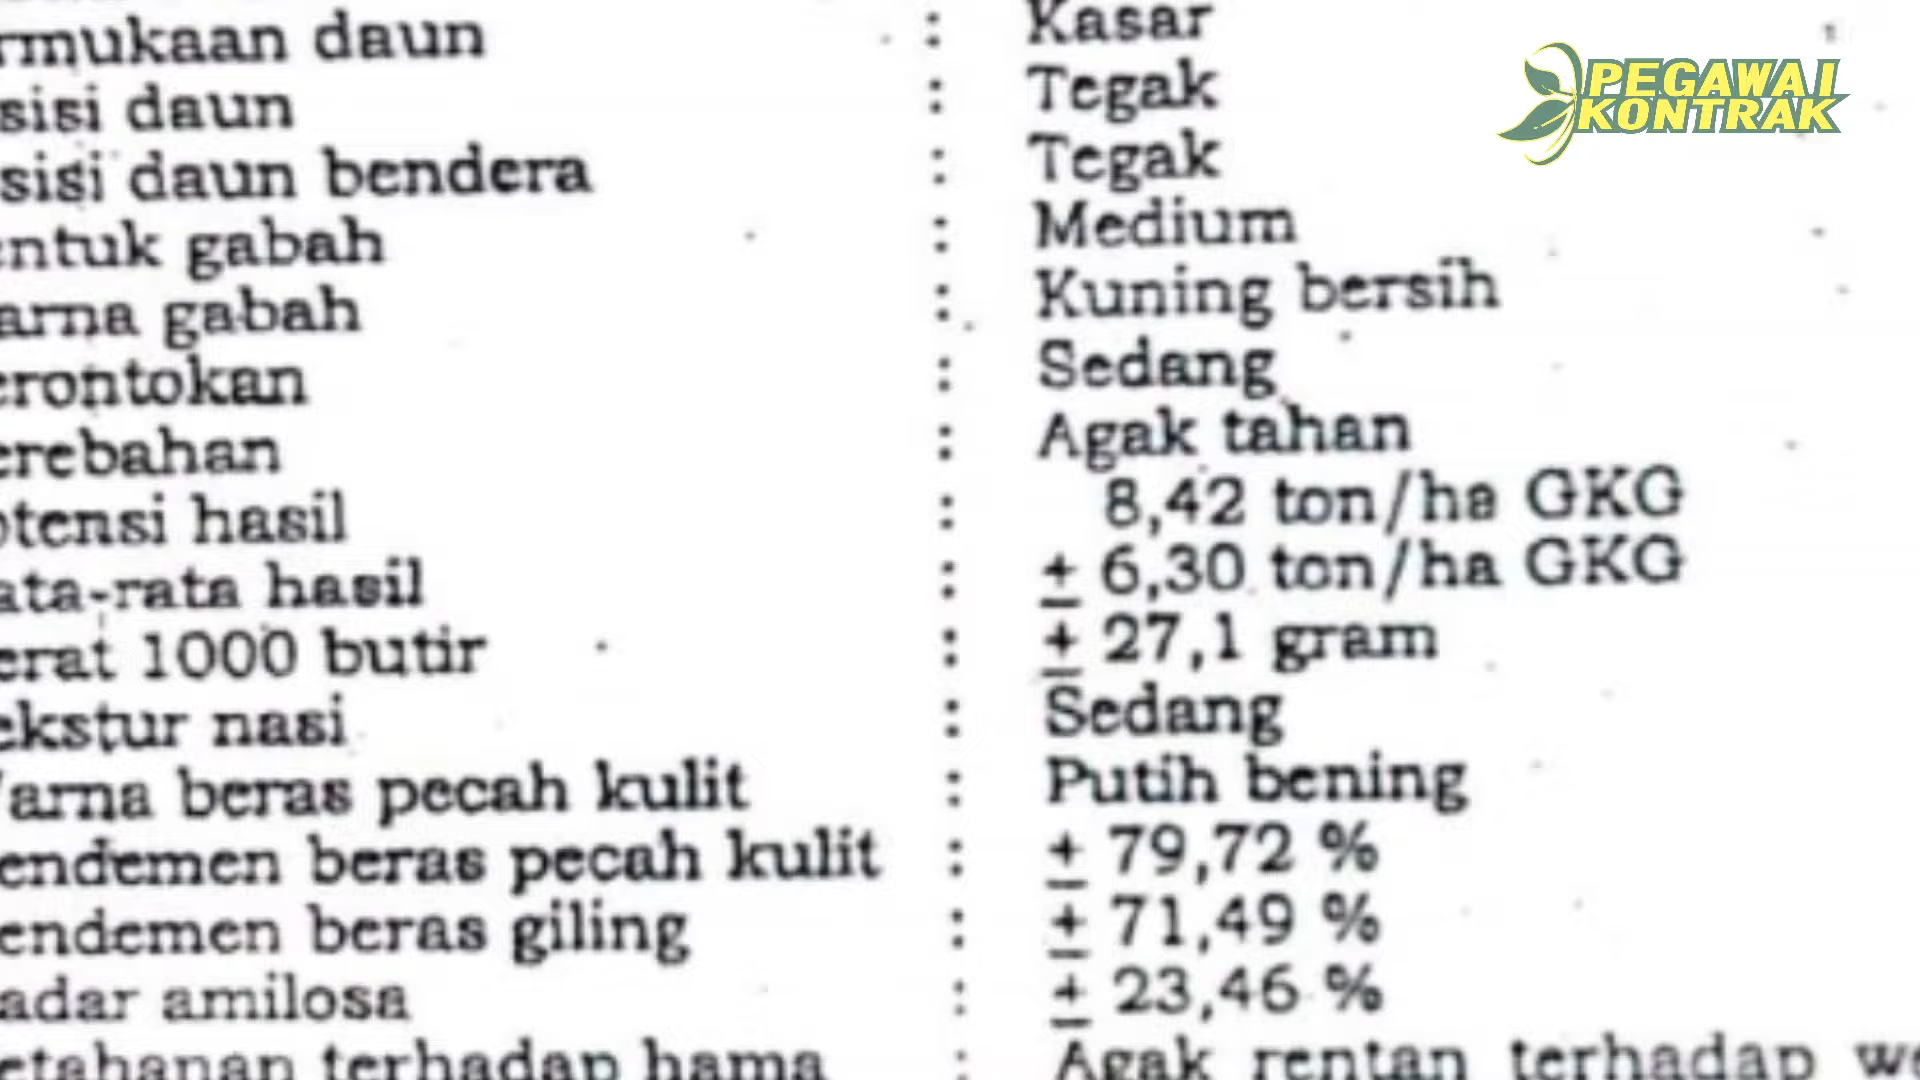 rmukaan daun : Kasar
sisi daun : Tegak
sisi daun bendera : Tegak
entuk gabah : Medium
arna gabah : Kuning bersih
erontokan : Sedang
erebahan : Agak tahan
otensi hasil : 8,42 ton/ha GKG
ata-rata hasil : ± 6,30 ton/ha GKG
erat 1000 butir : ± 27,1 gram
ekstur nasi : Sedang
arna beras pecah kulit : Putih bening
endemen beras pecah kulit : ± 79,72 %
endemen beras giling : ± 71,49 %
adar amilosa : ± 23,46 %
etahanan terhadap hama : Agak rentan terhadap we
PEGAWAI
KONTRAK